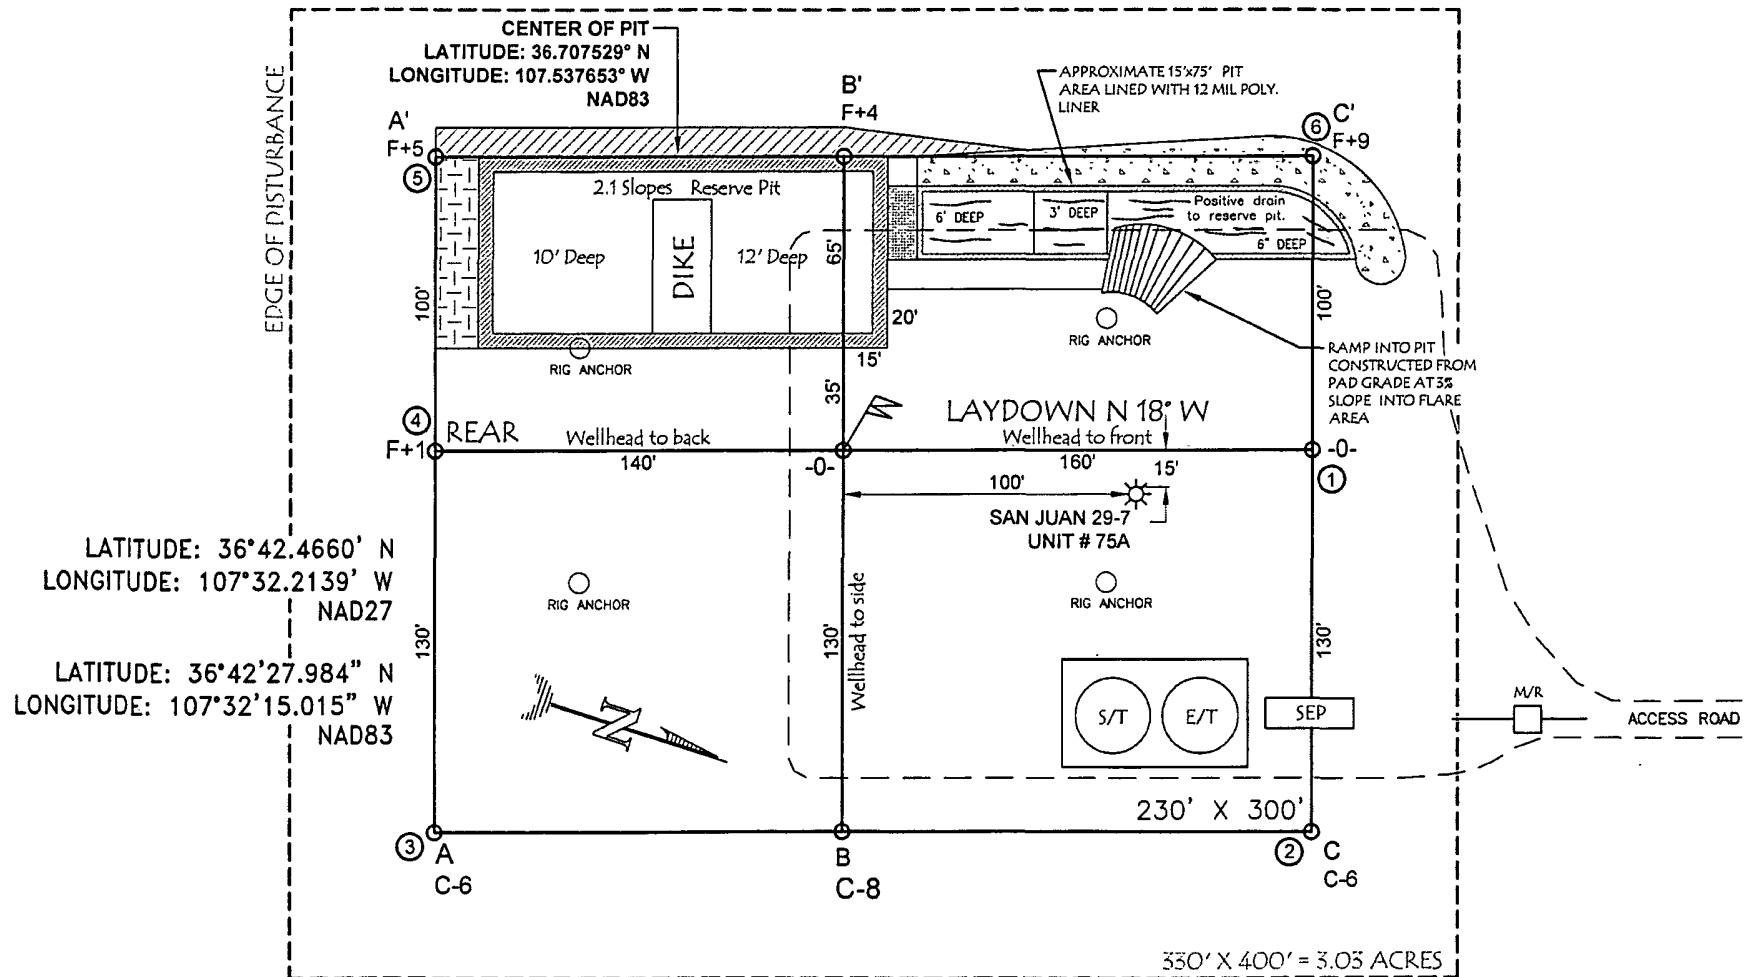 CENTER OF PIT
LATITUDE: 36.707529° N
LONGITUDE: 107.537653° W
NAD83
EDGE OF DISTURBANCE
APPROXIMATE 15'x75' PIT
AREA LINED WITH 12 MIL POLY.
LINER
A'
F+5
5
B'
F+4
6
C'
F+9
2.1 Slopes Reserve Pit
10' Deep
DIKE
12' Deep
65'
6' DEEP
3' DEEP
Positive drain
to reserve pit.
6" DEEP
100'
100'
20'
15'
RIG ANCHOR
RIG ANCHOR
RAMP INTO PIT
CONSTRUCTED FROM
PAD GRADE AT 3%
SLOPE INTO FLARE
AREA
35'
4
F+1
REAR
Wellhead to back
140'
-0-
LAYDOWN N 18° W
Wellhead to front
160'
15'
-0-
1
100'
SAN JUAN 29-7
UNIT # 75A
LATITUDE: 36°42.4660' N
LONGITUDE: 107°32.2139' W
NAD27
LATITUDE: 36°42'27.984" N
LONGITUDE: 107°32'15.015" W
NAD83
RIG ANCHOR
RIG ANCHOR
130'
130'
Wellhead to side
130'
N
S/T
E/T
SEP
M/R
ACCESS ROAD
230' X 300'
3
A
C-6
B
C-8
2
C
C-6
330' X 400' = 3.03 ACRES